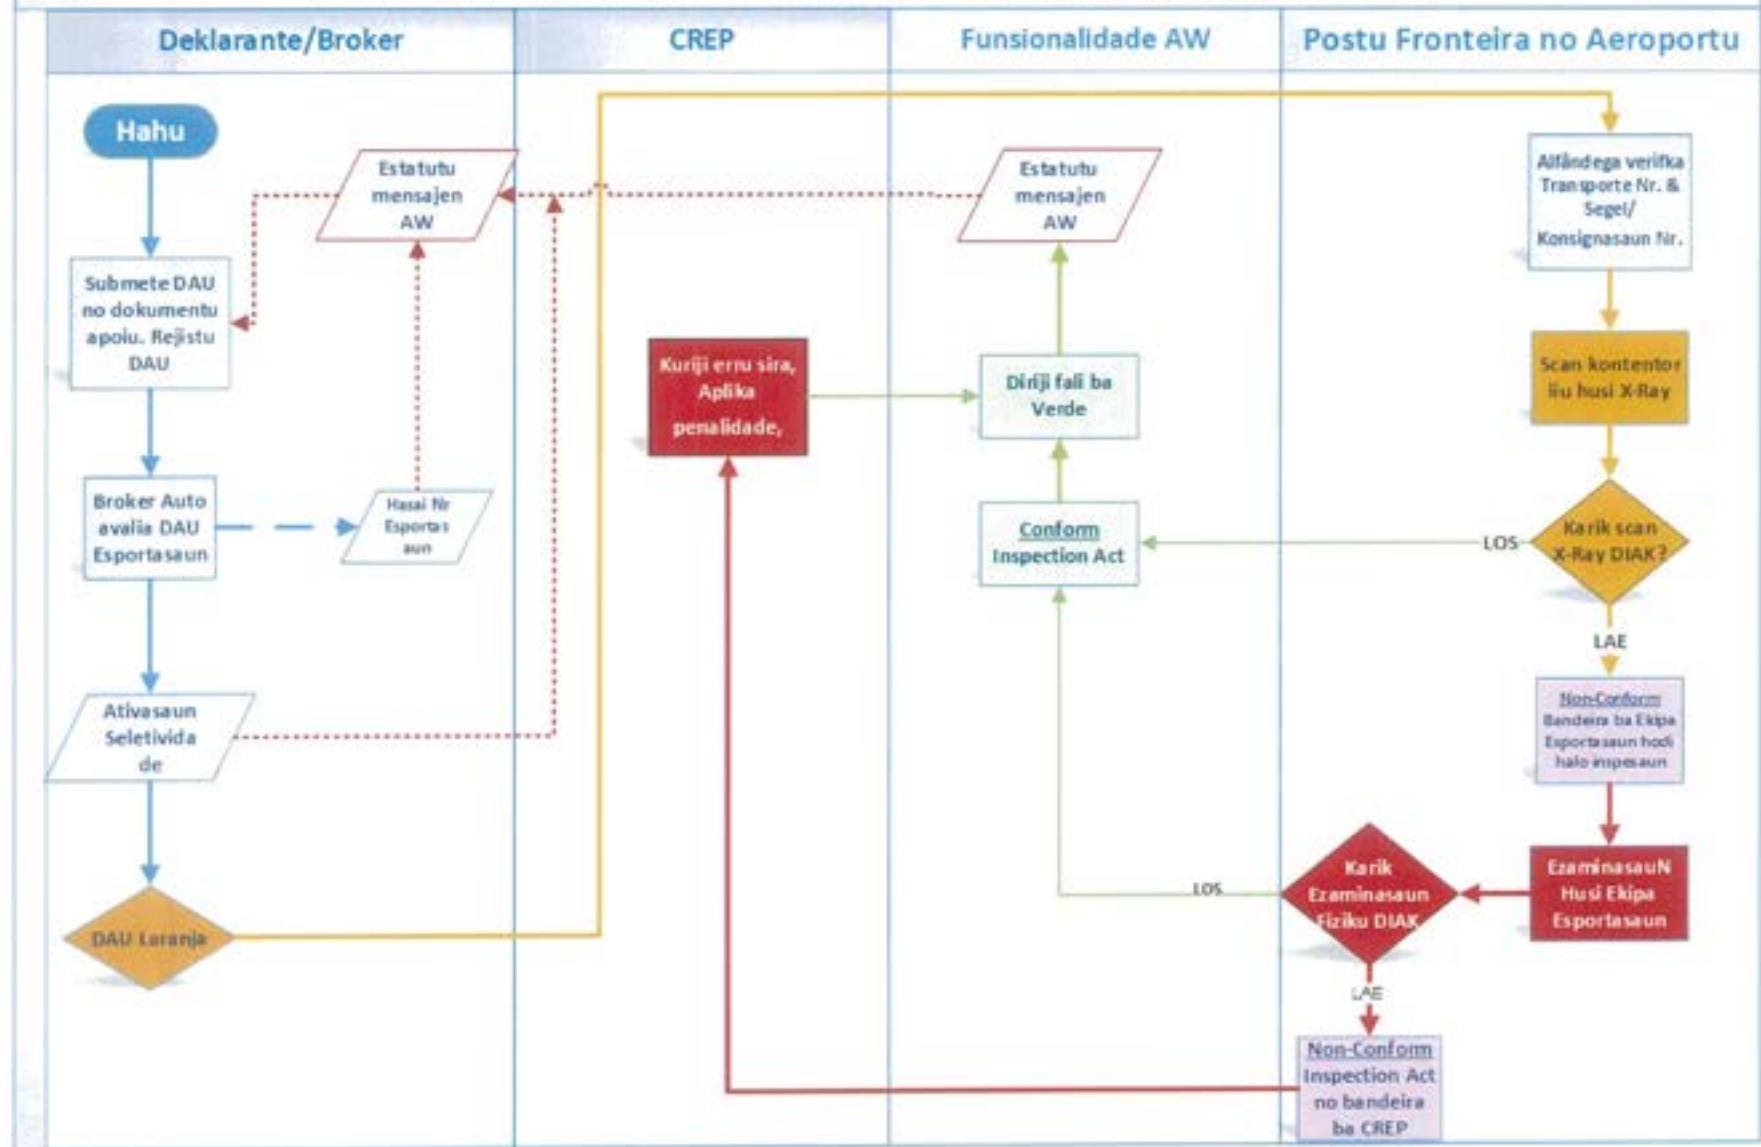 Deklarante/Broker
CREP
Funsionalidade AW
Postu Fronteira no Aeroportu
Hahu
Estatutu
mensajen
AW
Submete DAU
no dokumentu
apoiu. Rejistu
DAU
Broker Auto
avalia DAU
Esportasaun
Hasai Nr
Esportas
aun
Ativasaun
Seletivida
de
DAU Laranja
Kuriji erru sira,
Aplika
penalidade,
Estatutu
mensajen
AW
Diriji fali ba
Verde
Conform
Inspection Act
Alfândega verifka
Transporte Nr. &
Segel/
Konsignasaun Nr.
Scan kontentor
liu husi X-Ray
Karik scan
X-Ray DIAK?
LOS
LAE
Non-Conform
Bandeira ba Ekipa
Esportasaun hodi
halo inspesaun
EzaminasauN
Husi Ekipa
Esportasaun
Karik
Ezaminasaun
Fiziku DIAK
LOS
LAE
Non-Conform
Inspection Act
no bandeira
ba CREP